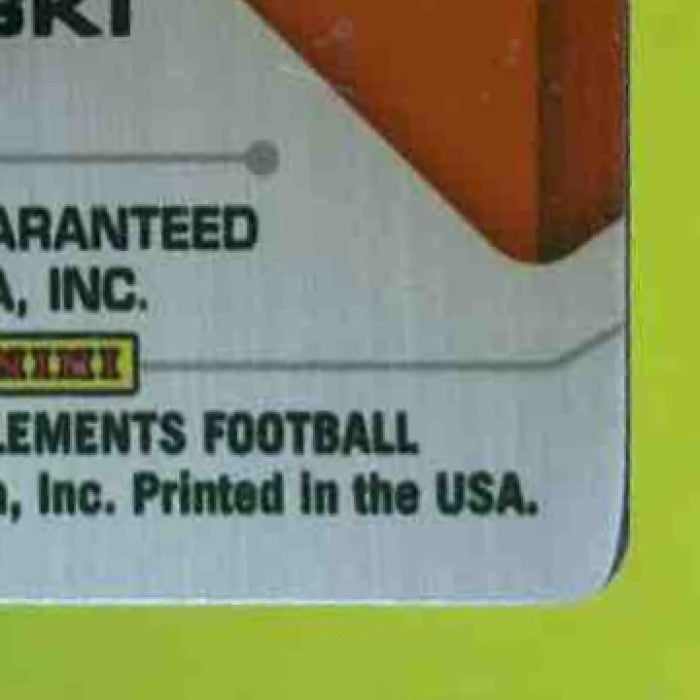 SKI
ARANTEED
A, INC.
NINI
LEMENTS FOOTBALL
, Inc. Printed in the USA.